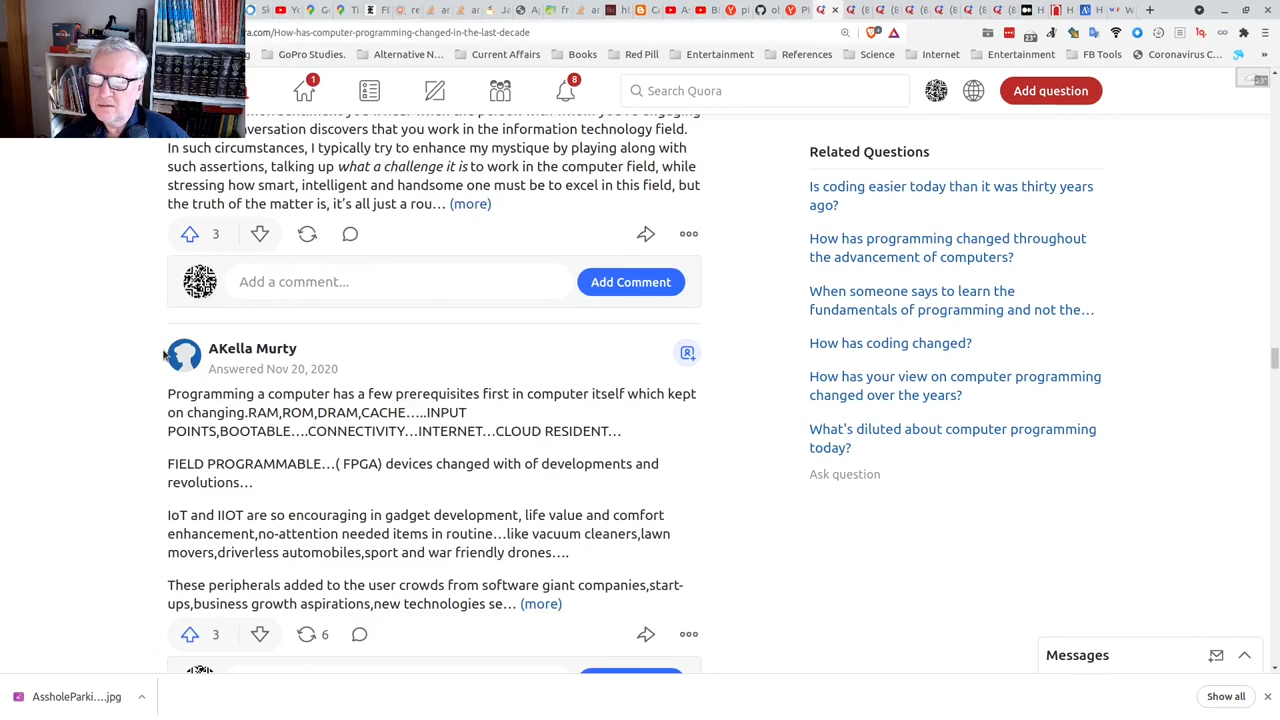 ra.com/How-has-computer-programming-changed-in-the-last-decade
GoPro Studies.
Alternative N...
Current Affairs
Books
Red Pill
Entertainment
References
Science
Internet
Entertainment
FB Tools
Coronavirus C...
1
8
Search Quora
Add question
versation discovers that you work in the information technology field.
In such circumstances, I typically try to enhance my mystique by playing along with
such assertions, talking up what a challenge it is to work in the computer field, while
stressing how smart, intelligent and handsome one must be to excel in this field, but
the truth of the matter is, it's all just a rou... (more)
3
Add a comment...
Add Comment
AKella Murty
Answered Nov 20, 2020
Programming a computer has a few prerequisites first in computer itself which kept
on changing.RAM,ROM,DRAM,CACHE.....INPUT
POINTS,BOOTABLE....CONNECTIVITY...INTERNET...CLOUD RESIDENT...
FIELD PROGRAMMABLE...( FPGA) devices changed with of developments and
revolutions...
IoT and IIOT are so encouraging in gadget development, life value and comfort
enhancement,no-attention needed items in routine...like vacuum cleaners,lawn
movers,driverless automobiles,sport and war friendly drones....
These peripherals added to the user crowds from software giant companies,start-
ups,business growth aspirations,new technologies se... (more)
3
6
Related Questions
Is coding easier today than it was thirty years
ago?
How has programming changed throughout
the advancement of computers?
When someone says to learn the
fundamentals of programming and not the...
How has coding changed?
How has your view on computer programming
changed over the years?
What's diluted about computer programming
today?
Ask question
Messages
AssholeParki....jpg
Show all